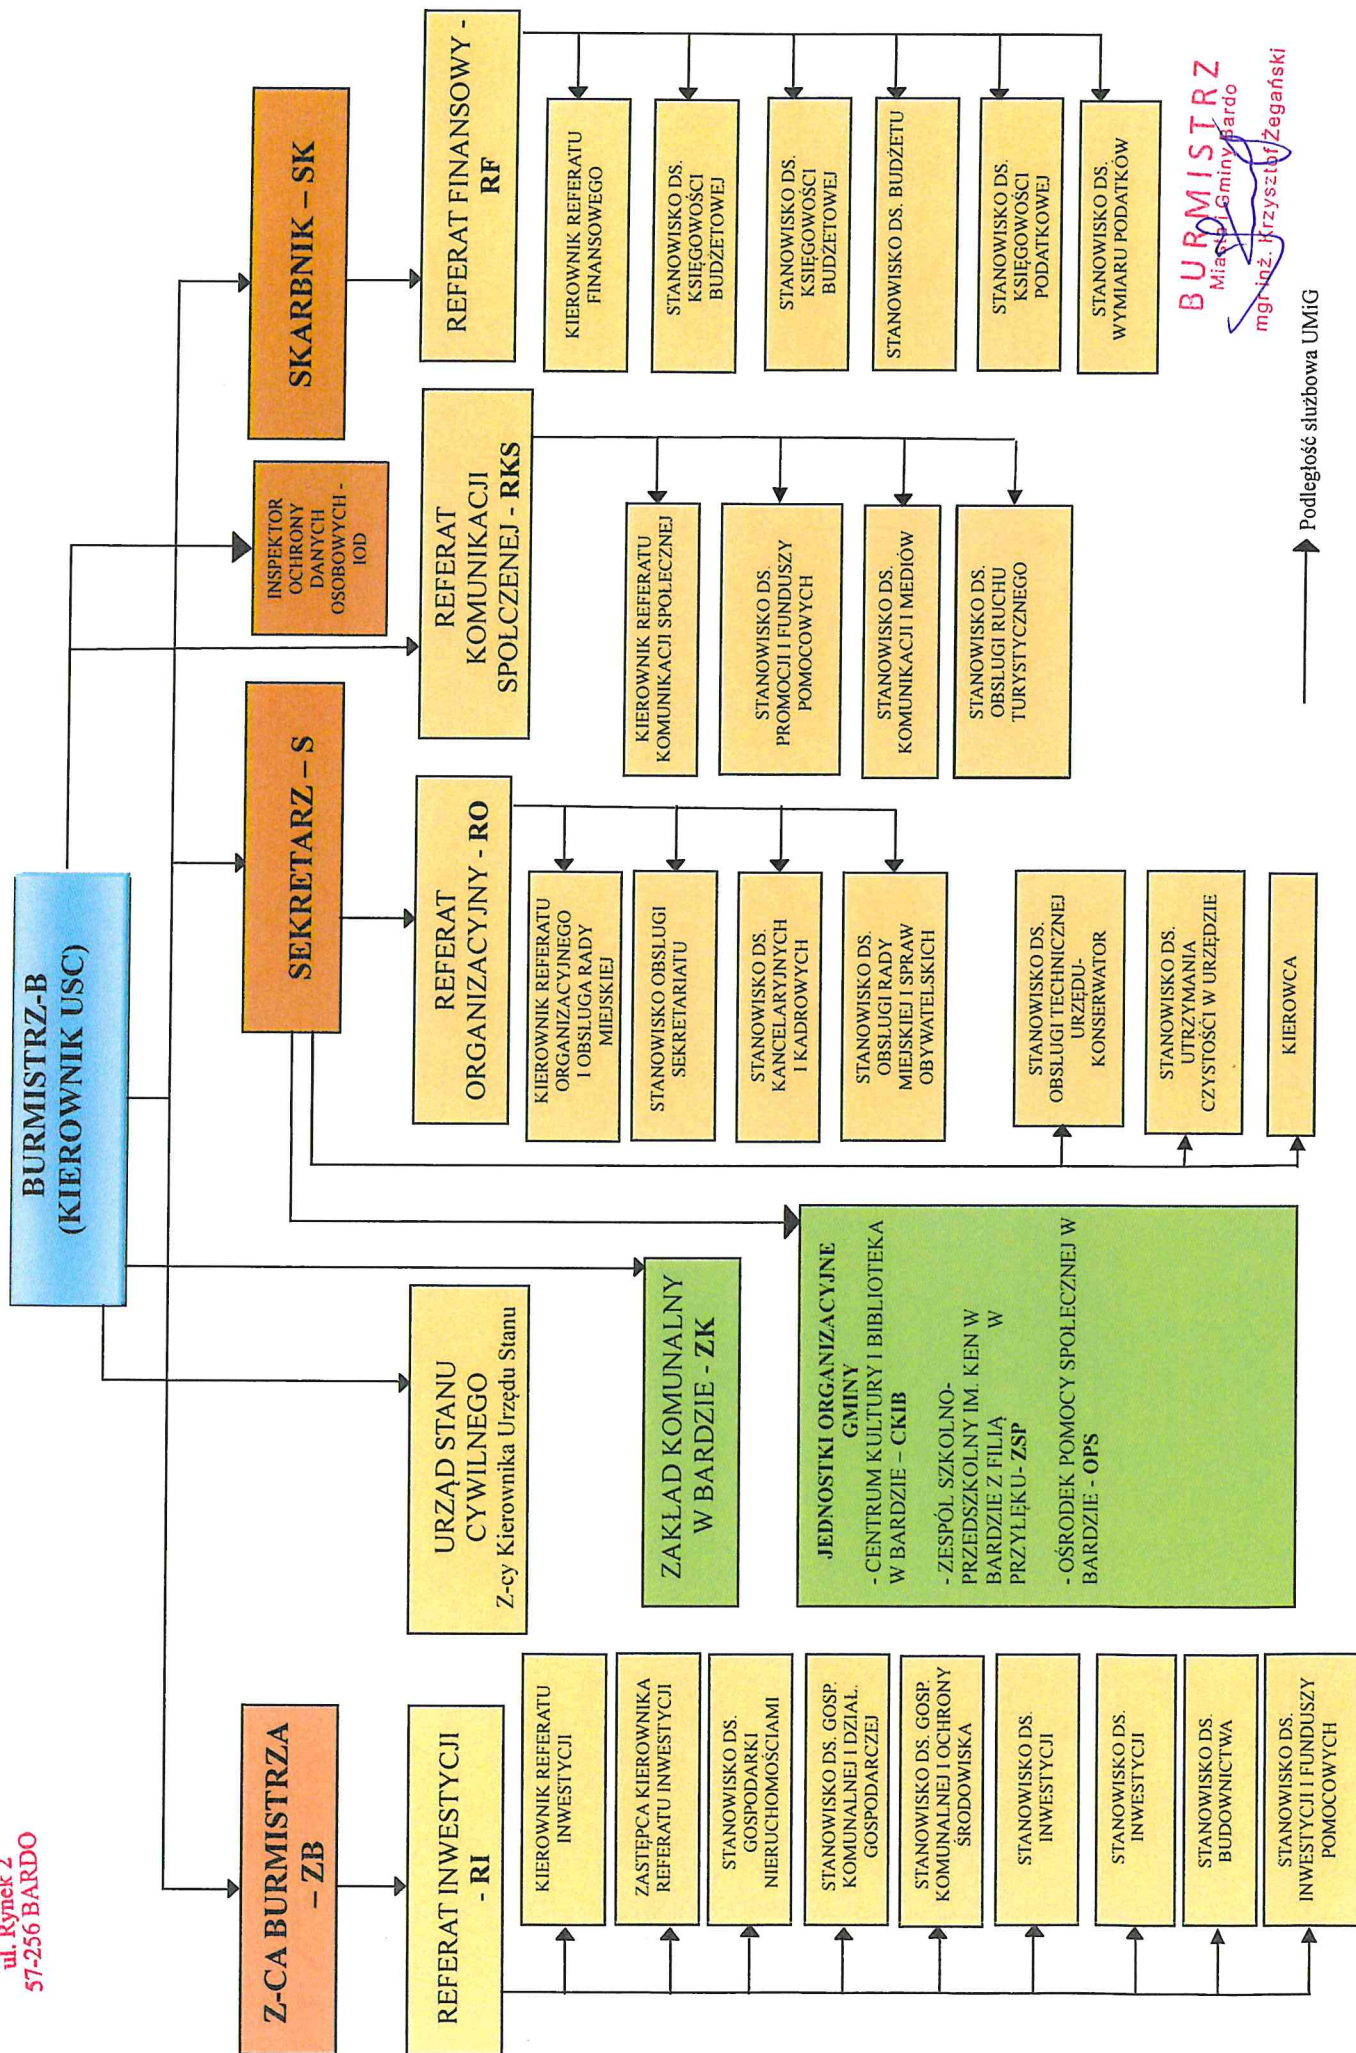 ul. Rynek 2
57-256 BARDO
BURMISTRZ-B
(KIEROWNIK USC)
Z-CA BURMISTRZA
– ZB
SEKRETARZ – S
INSPEKTOR
OCHRONY
DANYCH
OSOBOWYCH -
IOD
SKARBNIK – SK
REFERAT INWESTYCJI
- RI
URZĄD STANU
CYWILNEGO
Z-cy Kierownika Urzędu Stanu
REFERAT
ORGANIZACYJNY - RO
REFERAT
KOMUNIKACJI
SPOLCZENEJ - RKS
REFERAT FINANSOWY -
RF
KIEROWNIK REFERATU
INWESTYCJI
ZASTĘPCA KIEROWNIKA
REFERATU INWESTYCJI
STANOWISKO DS.
GOSPODARKI
NIERUCHOMOŚCIAMI
STANOWISKO DS. GOSP.
KOMUNALNEJ I DZIAŁ.
GOSPODARCZEJ
STANOWISKO DS. GOSP.
KOMUNALNEJ I OCHRONY
ŚRODOWISKA
STANOWISKO DS.
INWESTYCJI
STANOWISKO DS.
INWESTYCJI
STANOWISKO DS.
BUDOWNICTWA
STANOWISKO DS.
INWESTYCJI I FUNDUSZY
POMOCOWYCH
ZAKŁAD KOMUNALNY
W BARDZIE - ZK
JEDNOSTKI ORGANIZACYJNE
GMINY
- CENTRUM KULTURY I BIBLIOTEKA
W BARDZIE – CKIB
- ZESPÓŁ SZKOLNO-
PRZEDSZKOLNY IM. KEN W
BARDZIE Z FILIĄ W
PRZYŁĘKU- ZSP
- OŚRODEK POMOCY SPOŁECZNEJ W
BARDZIE - OPS
KIEROWNIK REFERATU
ORGANIZACYJNEGO
I OBSŁUGA RADY
MIEJSKIEJ
STANOWISKO OBSŁUGI
SEKRETARIATU
STANOWISKO DS.
KANCELARYJNYCH
I KADROWYCH
STANOWISKO DS.
OBSŁUGI RADY
MIEJSKIEJ I SPRAW
OBYWATELSKICH
STANOWISKO DS.
OBSŁUGI TECHNICZNEJ
URZĘDU-
KONSERWATOR
STANOWISKO DS.
UTRZYMANIA
CZYSTOŚCI W URZĘDZIE
KIEROWCA
KIEROWNIK REFERATU
KOMUNIKACJI SPOŁECZNEJ
STANOWISKO DS.
PROMOCJI I FUNDUSZY
POMOCOWYCH
STANOWISKO DS.
KOMUNIKACJI I MEDIÓW
STANOWISKO DS.
OBSLUGI RUCHU
TURYSTYCZNEGO
KIEROWNIK REFERATU
FINANSOWEGO
STANOWISKO DS.
KSIĘGOWOŚCI
BUDŻETOWEJ
STANOWISKO DS.
KSIĘGOWOŚCI
BUDŻETOWEJ
STANOWISKO DS. BUDŻETU
STANOWISKO DS.
KSIĘGOWOŚCI
PODATKOWEJ
STANOWISKO DS.
WYMIARU PODATKÓW
Podległość służbowa UMiG
BURMISTRZ
Miasta i Gminy Bardo
mgr inż. Krzysztof Żegański